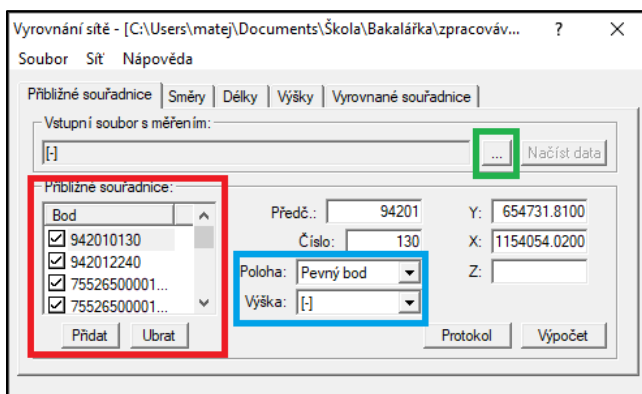 Vyrovnání sítě - [C:\Users\matej\Documents\Škola\Bakalářka\zpracováv... ? ✕
Soubor Síť Nápověda
Přibližné souřadnice Směry Délky Výšky Vyrovnané souřadnice
Vstupní soubor s měřením:
[-] ... Načíst data
Přibližné souřadnice:
Bod
942010130
942012240
75526500001...
75526500001...
Přidat Ubrat
Předč.: 94201
Číslo: 130
Poloha: Pevný bod
Výška: [-]
Y: 654731.8100
X: 1154054.0200
Z:
Protokol Výpočet